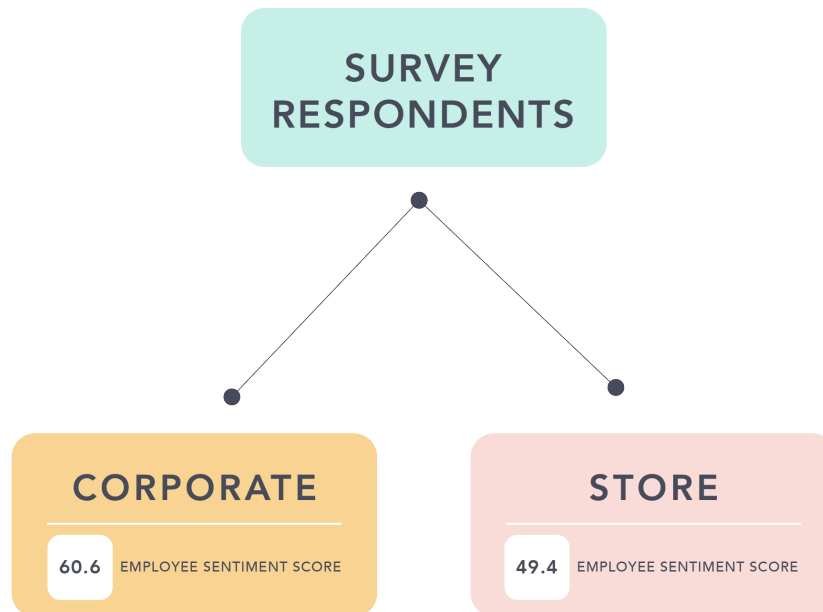 SURVEY
RESPONDENTS
CORPORATE
60.6 EMPLOYEE SENTIMENT SCORE
STORE
49.4 EMPLOYEE SENTIMENT SCORE